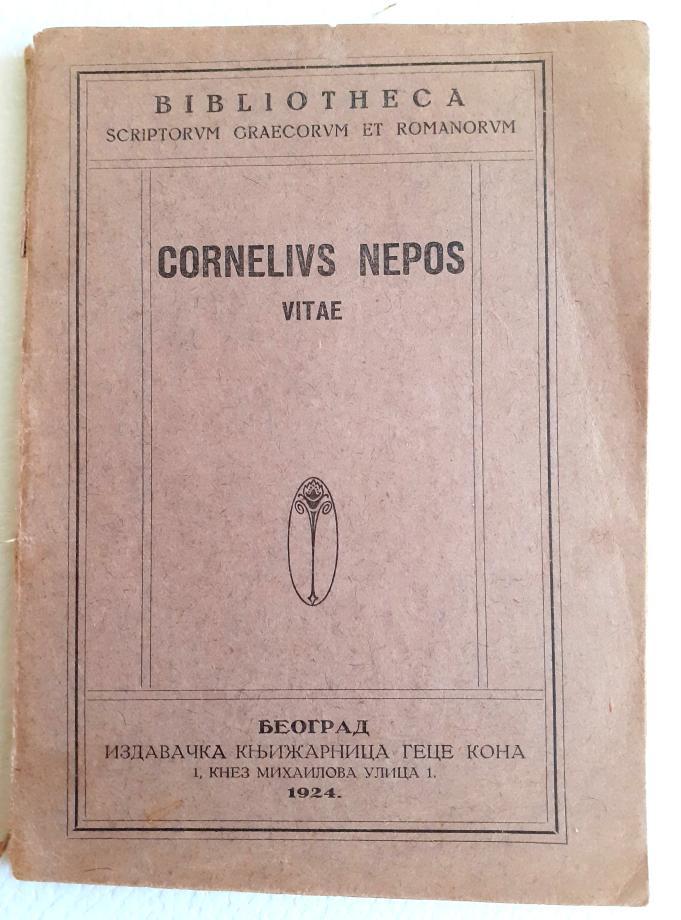 BIBLIOTHECA
SCRIPTORVM GRAECORVM ET ROMANORVM
CORNELIVS NEPOS
VITAE
БЕОГРАД
ИЗДАВАЧКА КЊИЖАРНИЦА ГЕЦЕ КОНА
1, КНЕЗ МИХАИЛОВА УЛИЦА 1.
1924.